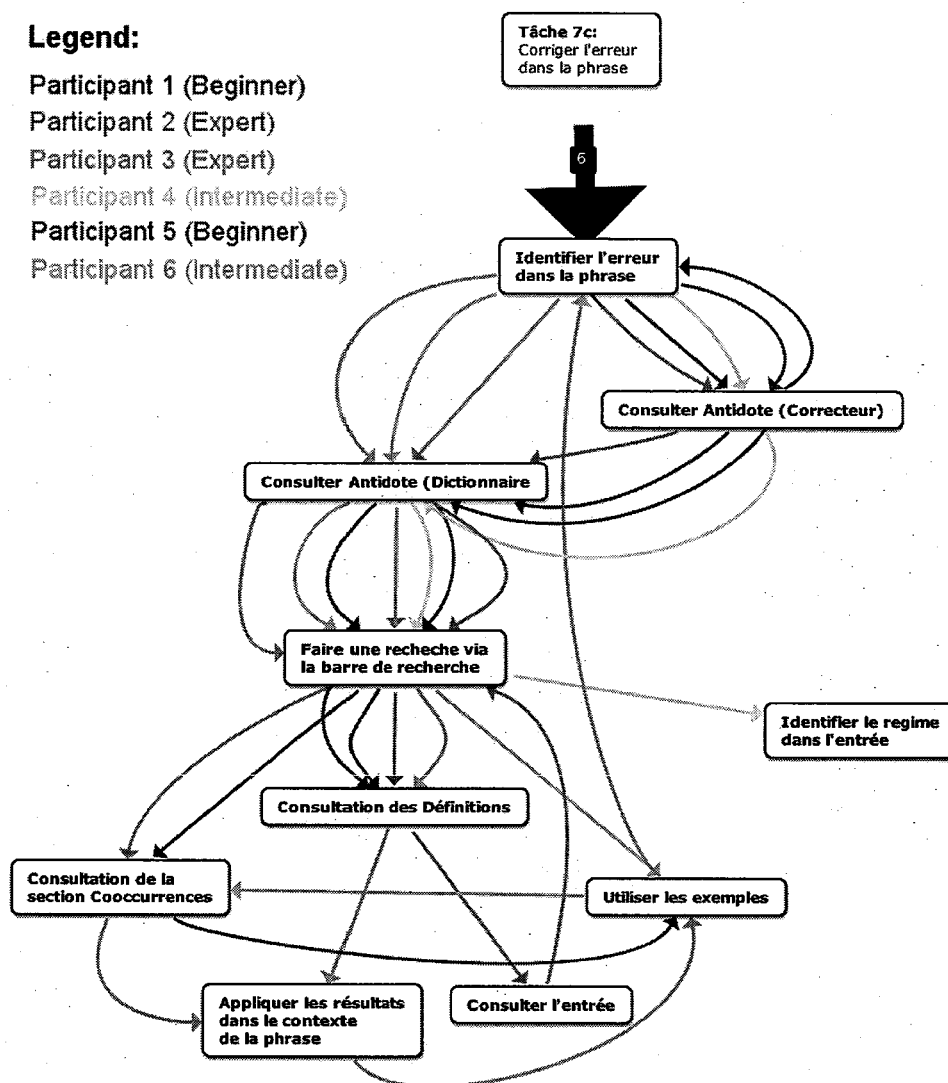 Legend:
Participant 1 (Beginner)
Participant 2 (Expert)
Participant 3 (Expert)
Participant 4 (Intermediate)
Participant 5 (Beginner)
Participant 6 (Intermediate)
Tâche 7c:
Corriger l'erreur
dans la phrase
6
Identifier l'erreur
dans la phrase
Consulter Antidote (Correcteur)
Consulter Antidote (Dictionnaire
Faire une recheche via
la barre de recherche
Identifier le regime
dans l'entrée
Consultation des Définitions
Consultation de la
section Cooccurrences
Utiliser les exemples
Appliquer les résultats
dans le contexte
de la phrase
Consulter l'entrée